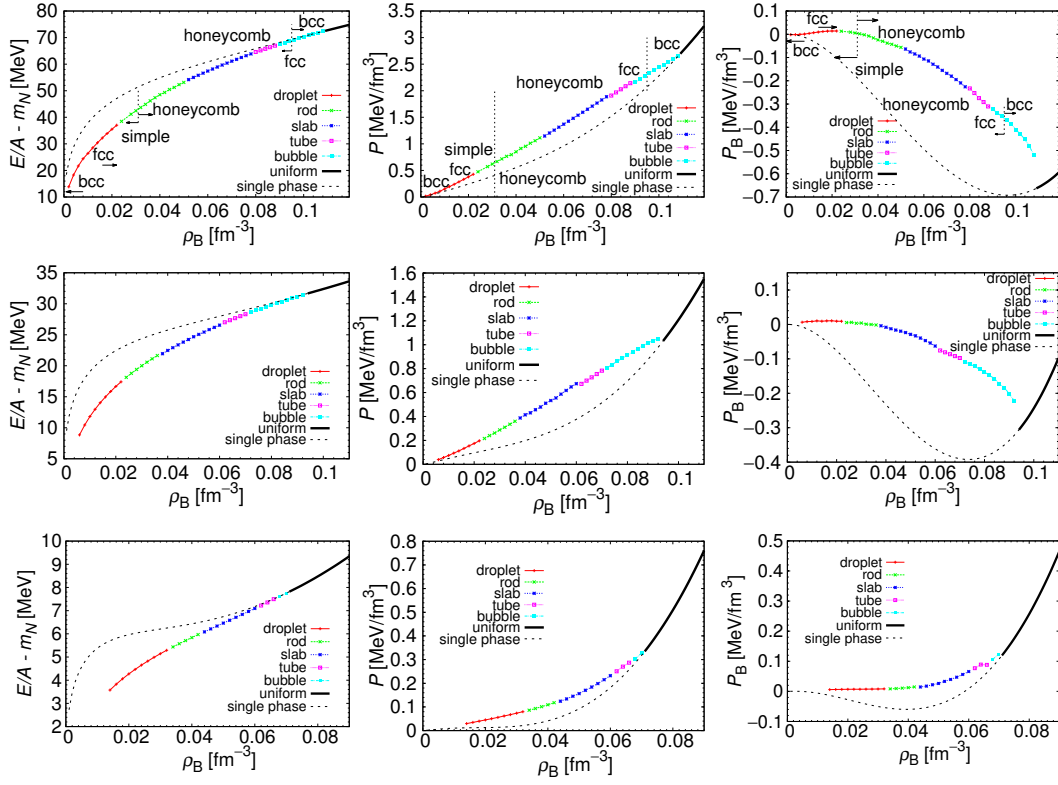 E/A - m_N [MeV]
80
70
60
50
40
30
20
10
0
0.02
0.04
0.06
0.08
0.1
ρ_B [fm⁻³]
bcc
honeycomb
fcc
honeycomb
simple
fcc
bcc
droplet
rod
slab
tube
bubble
uniform
single phase
P [MeV/fm³]
3.5
3
2.5
2
1.5
1
0.5
0
0
0.02
0.04
0.06
0.08
0.1
ρ_B [fm⁻³]
honeycomb
bcc
fcc
simple
fcc
bcc
honeycomb
droplet
rod
slab
tube
bubble
uniform
single phase
P_B [MeV/fm³]
0.1
0
−0.1
−0.2
−0.3
−0.4
−0.5
−0.6
−0.7
0
0.02
0.04
0.06
0.08
0.1
ρ_B [fm⁻³]
fcc
honeycomb
bcc
simple
honeycomb
bcc
fcc
droplet
rod
slab
tube
bubble
uniform
single phase
E/A - m_N [MeV]
35
30
25
20
15
10
5
0
0.02
0.04
0.06
0.08
0.1
ρ_B [fm⁻³]
droplet
rod
slab
tube
bubble
uniform
single phase
P [MeV/fm³]
1.6
1.4
1.2
1
0.8
0.6
0.4
0.2
0
0
0.02
0.04
0.06
0.08
0.1
ρ_B [fm⁻³]
droplet
rod
slab
tube
bubble
uniform
single phase
P_B [MeV/fm³]
0.1
0
−0.1
−0.2
−0.3
−0.4
0
0.02
0.04
0.06
0.08
0.1
ρ_B [fm⁻³]
droplet
rod
slab
tube
bubble
uniform
single phase
E/A - m_N [MeV]
10
9
8
7
6
5
4
3
2
0
0.02
0.04
0.06
0.08
ρ_B [fm⁻³]
droplet
rod
slab
tube
bubble
uniform
single phase
P [MeV/fm³]
0.8
0.7
0.6
0.5
0.4
0.3
0.2
0.1
0
0
0.02
0.04
0.06
0.08
ρ_B [fm⁻³]
droplet
rod
slab
tube
bubble
uniform
single phase
P_B [MeV/fm³]
0.5
0.4
0.3
0.2
0.1
0
−0.1
0
0.02
0.04
0.06
0.08
ρ_B [fm⁻³]
droplet
rod
slab
tube
bubble
uniform
single phase